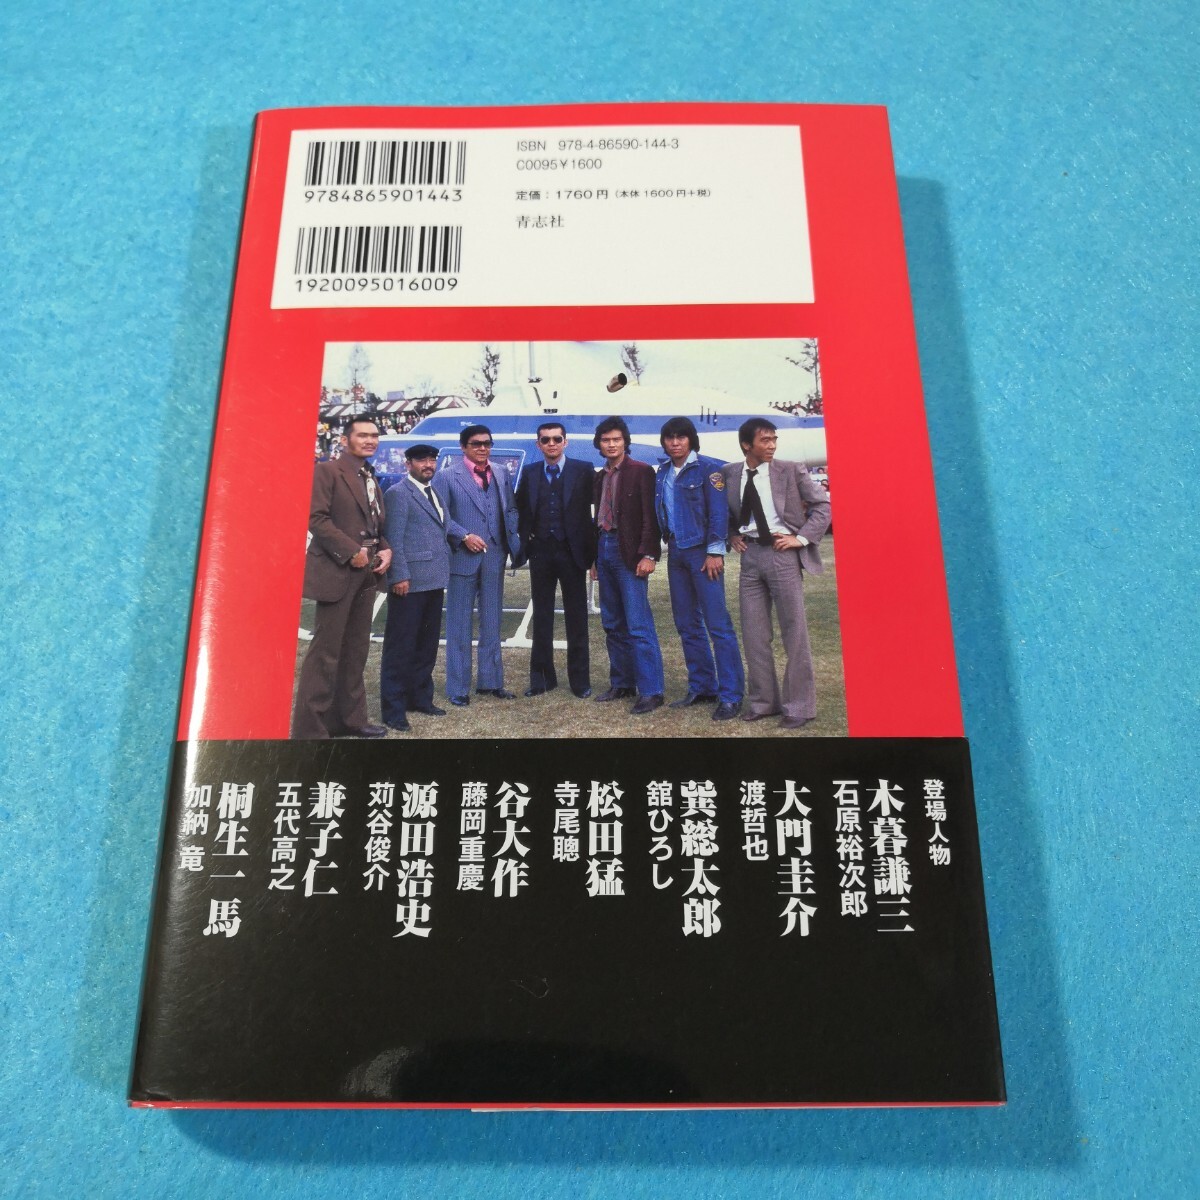 9784865901443
ISBN 978-4-86590-144-3
C0095¥1600
定価：1760円（本体1600円+税）
青志社
1920095016009
登場人物
木暮謙三
石原裕次郎
大門圭介
渡哲也
巽総太郎
舘ひろし
松田猛
寺尾聰
谷大作
藤岡重慶
源田浩史
苅谷俊介
兼子仁
五代高之
桐生一馬
加納竜